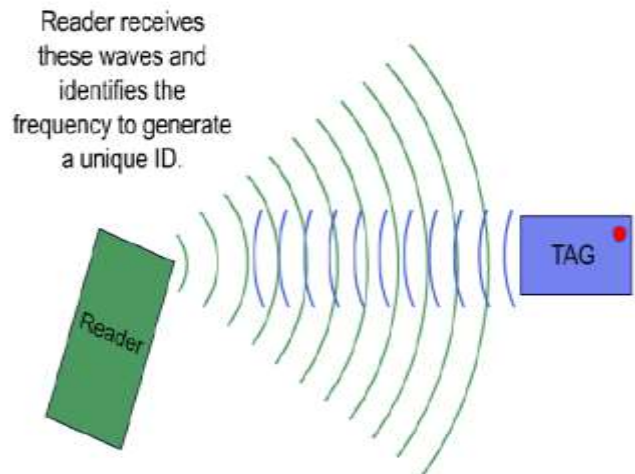 Reader receives
these waves and
identifies the
frequency to generate
a unique ID.
TAG
Reader